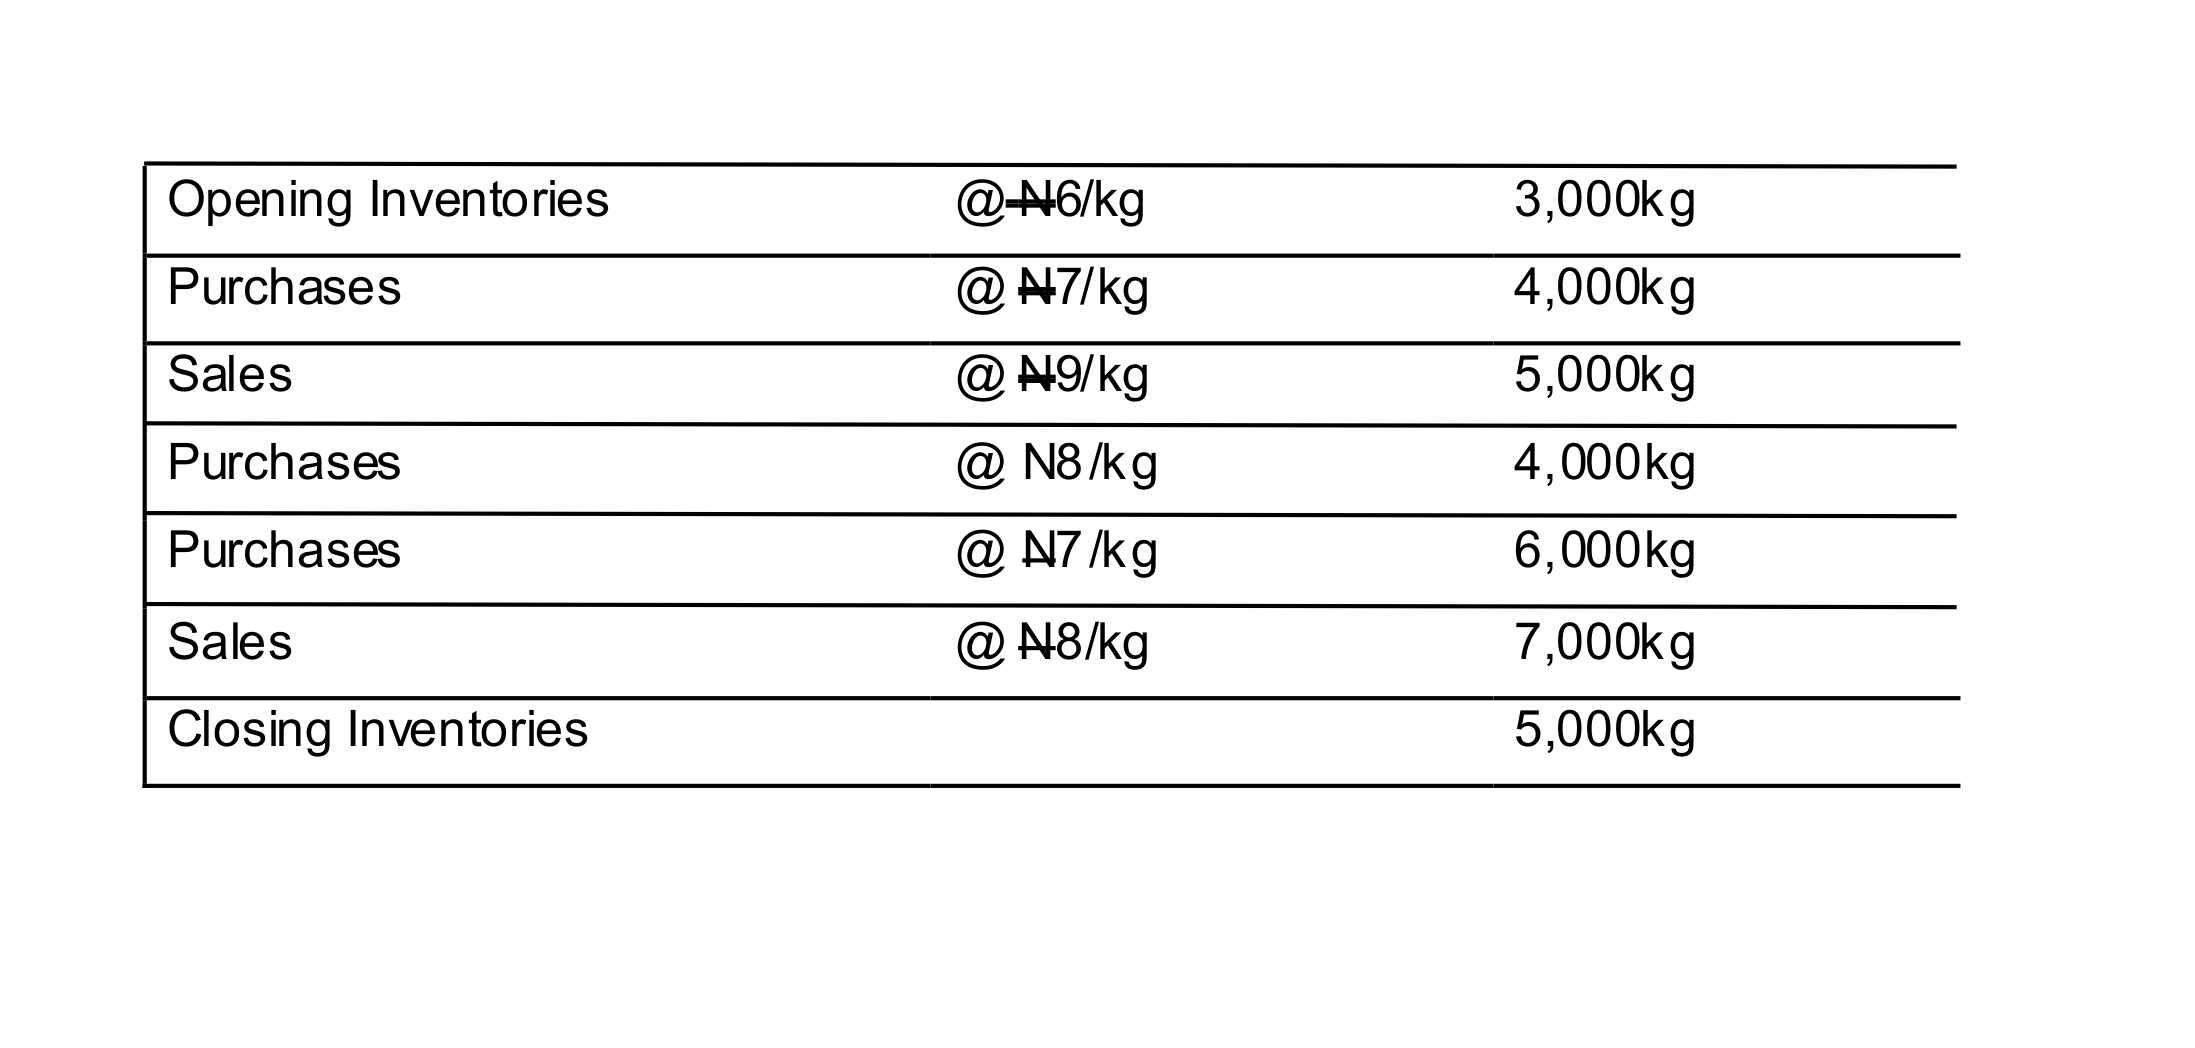 Opening Inventories @ ₦6/kg 3,000kg
Purchases @ ₦7/kg 4,000kg
Sales @ ₦9/kg 5,000kg
Purchases @ N8/kg 4,000kg
Purchases @ ₦7/kg 6,000kg
Sales @ ₦8/kg 7,000kg
Closing Inventories 5,000kg